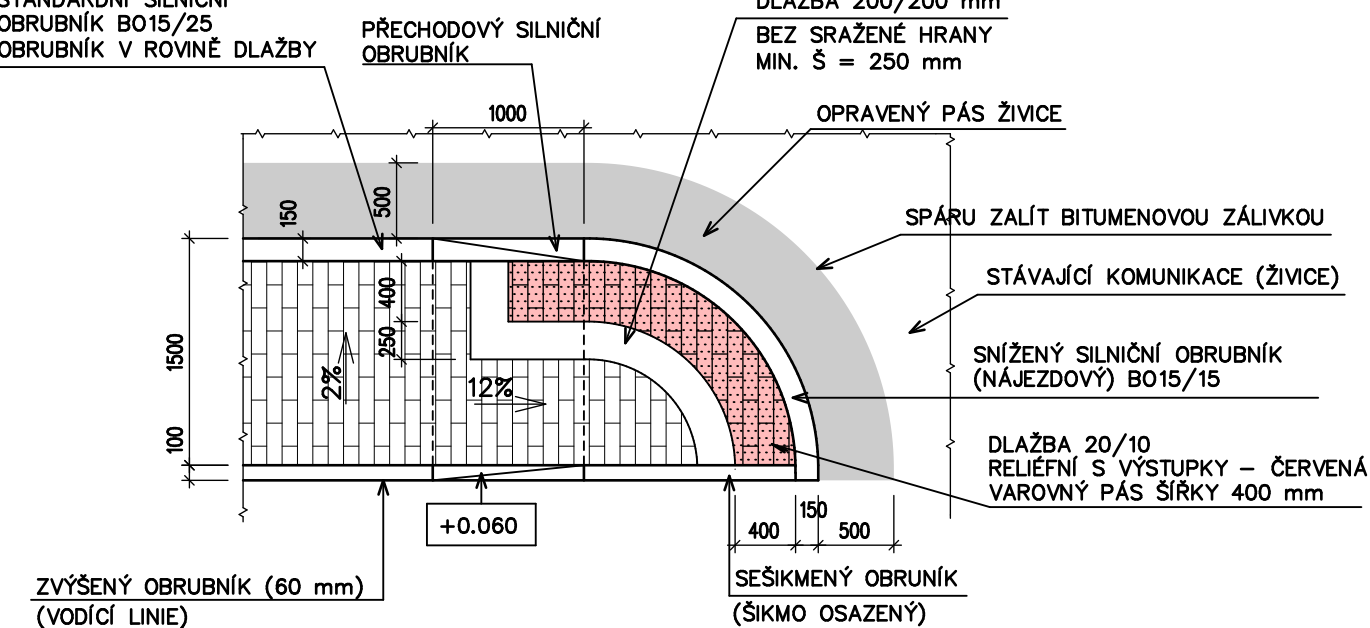 STANDARDNÍ SILNIČNÍ
OBRUBNÍK BO15/25
OBRUBNÍK V ROVINĚ DLAŽBY
PŘECHODOVÝ SILNIČNÍ
OBRUBNÍK
DLAŽBA 200/200 mm
BEZ SRAŽENÉ HRANY
MIN. Š = 250 mm
OPRAVENÝ PÁS ŽIVICE
SPÁRU ZALÍT BITUMENOVOU ZÁLIVKOU
STÁVAJÍCÍ KOMUNIKACE (ŽIVICE)
SNÍŽENÝ SILNIČNÍ OBRUBNÍK
(NÁJEZDOVÝ) BO15/15
DLAŽBA 20/10
RELIÉFNÍ S VÝSTUPKY – ČERVENÁ
VAROVNÝ PÁS ŠÍŘKY 400 mm
1000
150
500
400
250
1500
100
2%
12%
+0.060
400
150
500
ZVÝŠENÝ OBRUBNÍK (60 mm)
(VODÍCÍ LINIE)
SEŠIKMENÝ OBRUNÍK
(ŠIKMO OSAZENÝ)